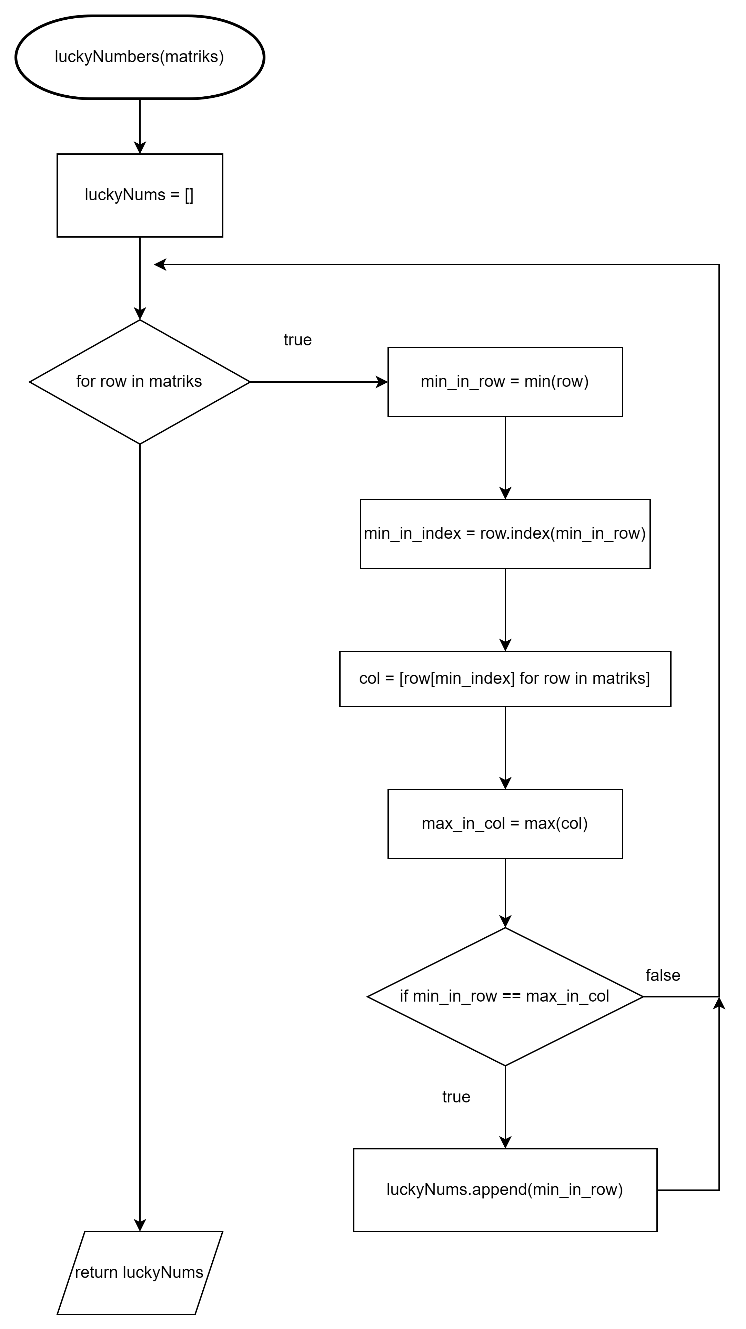 luckyNumbers(matriks)
luckyNums = []
for row in matriks
true
min_in_row = min(row)
min_in_index = row.index(min_in_row)
col = [row[min_index] for row in matriks]
max_in_col = max(col)
if min_in_row == max_in_col
false
true
luckyNums.append(min_in_row)
return luckyNums